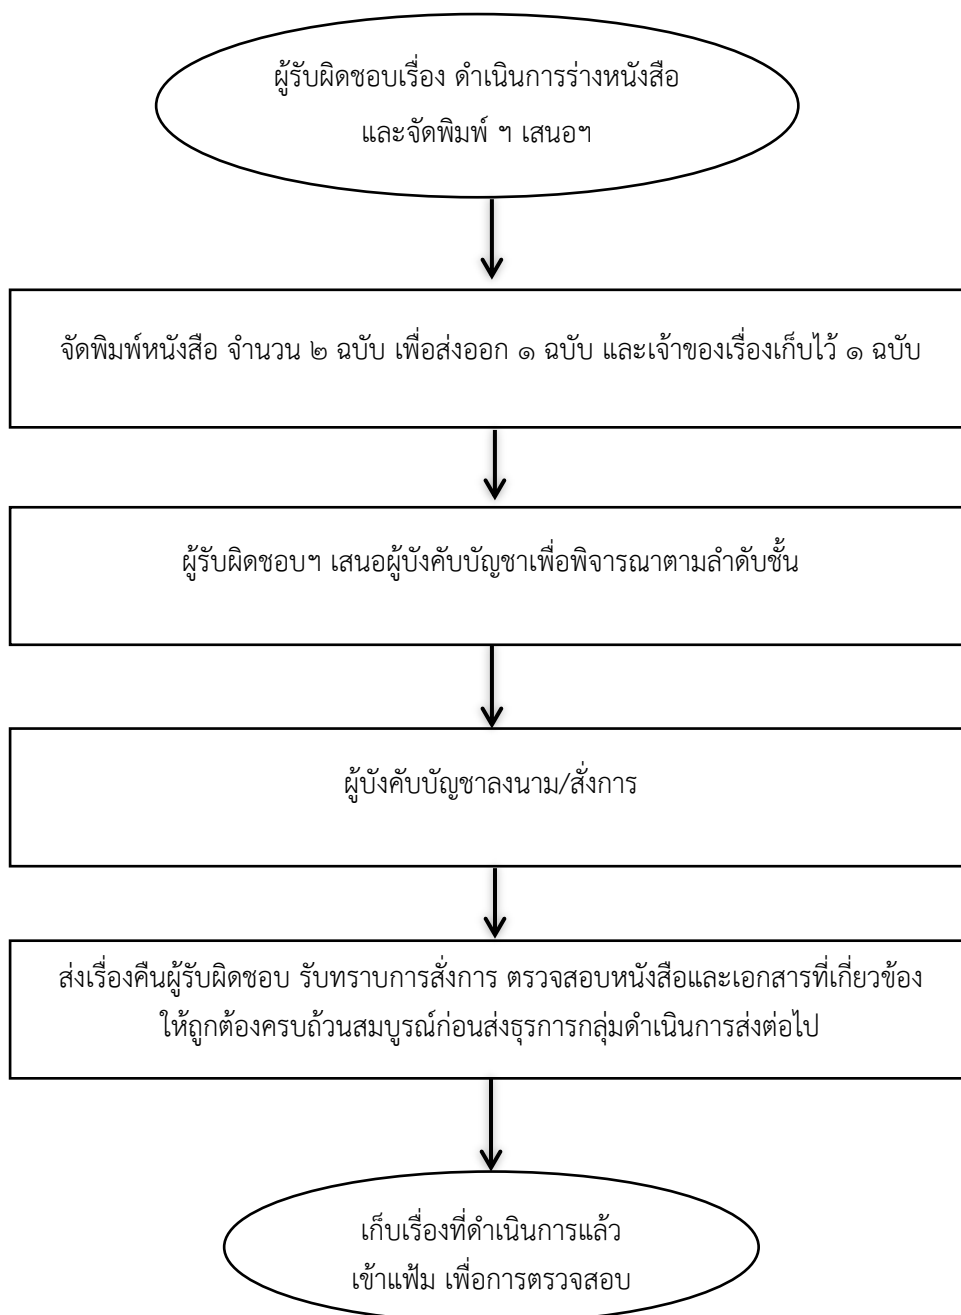 ผู้รับผิดชอบเรื่อง ดำเนินการร่างหนังสือ
และจัดพิมพ์ ฯ เสนอฯ
จัดพิมพ์หนังสือ จำนวน ๒ ฉบับ เพื่อส่งออก ๑ ฉบับ และเจ้าของเรื่องเก็บไว้ ๑ ฉบับ
ผู้รับผิดชอบฯ เสนอผู้บังคับบัญชาเพื่อพิจารณาตามลำดับชั้น
ผู้บังคับบัญชาลงนาม/สั่งการ
ส่งเรื่องคืนผู้รับผิดชอบ รับทราบการสั่งการ ตรวจสอบหนังสือและเอกสารที่เกี่ยวข้อง
ให้ถูกต้องครบถ้วนสมบูรณ์ก่อนส่งธุรการกลุ่มดำเนินการส่งต่อไป
เก็บเรื่องที่ดำเนินการแล้ว
เข้าแฟ้ม เพื่อการตรวจสอบ